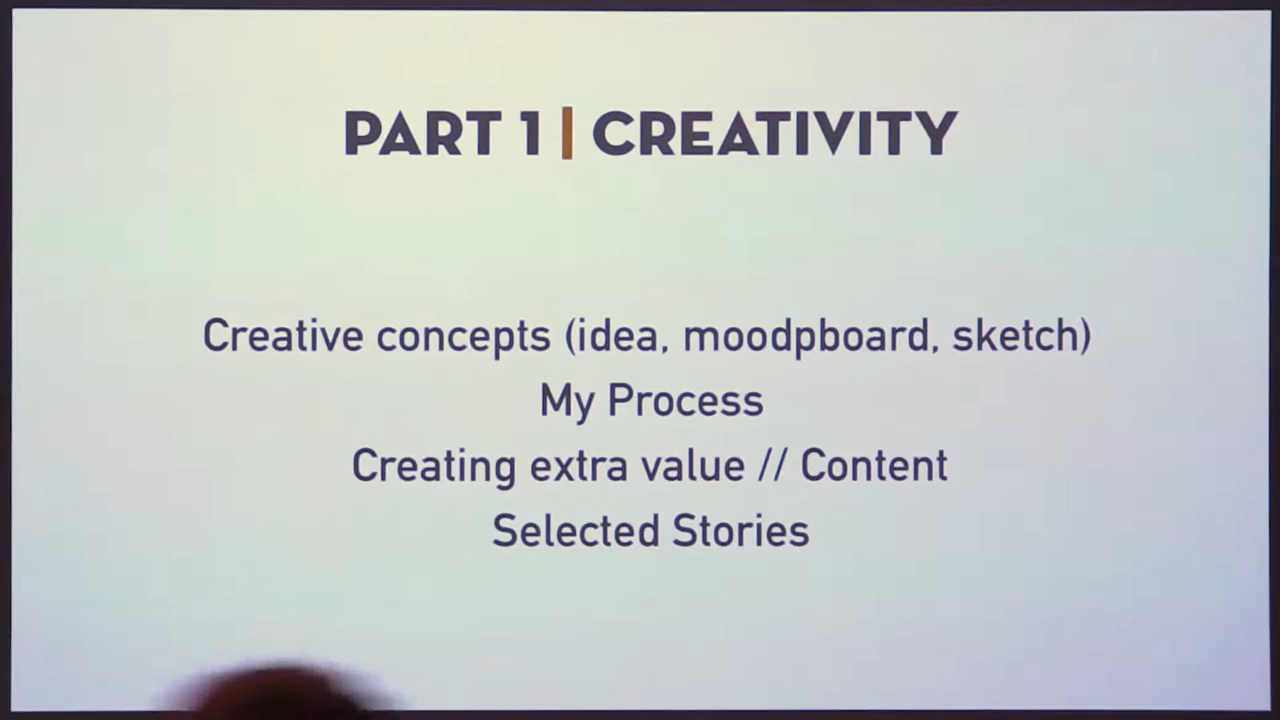 PART 1 | CREATIVITY
Creative concepts (idea, moodpboard, sketch)
My Process
Creating extra value // Content
Selected Stories